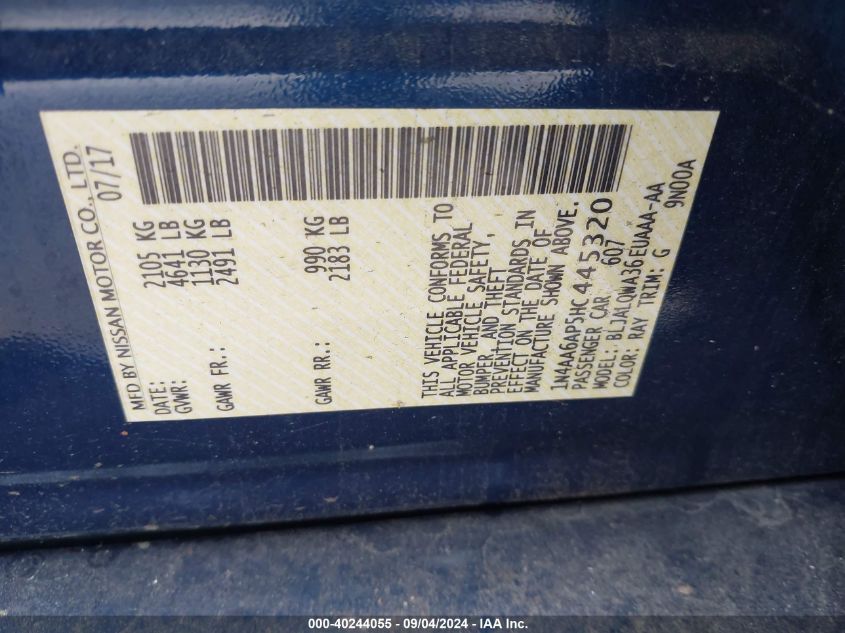 MFD BY NISSAN MOTOR CO., LTD.
DATE: 07/17
GVWR: 2105 KG
4641 LB
GAWR FR.: 1130 KG
2491 LB
GAWR RR.: 990 KG
2183 LB
THIS VEHICLE CONFORMS TO
ALL APPLICABLE FEDERAL
MOTOR VEHICLE SAFETY,
BUMPER, AND THEFT
PREVENTION STANDARDS IN
EFFECT ON THE DATE OF
MANUFACTURE SHOWN ABOVE.
1N4AA6AP5HC445320
PASSENGER CAR 607
MODEL: BLJALQWA36EUAAA-AA
COLOR: RAY TRIM: G 9N00A
000-40244055 - 09/04/2024 - IAA Inc.